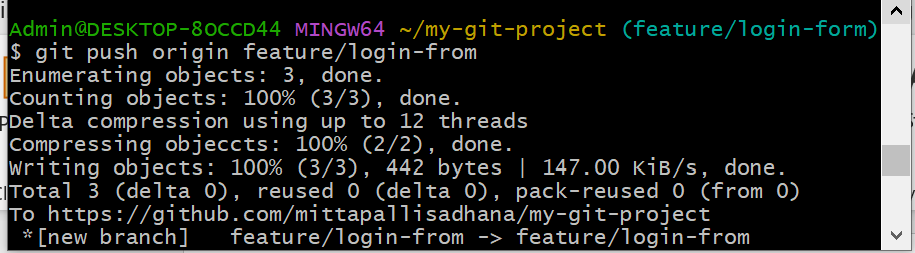 Admin@DESKTOP-8OCCD44 MINGW64 ~/my-git-project (feature/login-form)
$ git push origin feature/login-from
Enumerating objects: 3, done.
Counting objects: 100% (3/3), done.
Delta compression using up to 12 threads
Compressing objeccts: 100% (2/2), done.
Writing objects: 100% (3/3), 442 bytes | 147.00 KiB/s, done.
Total 3 (delta 0), reused 0 (delta 0), pack-reused 0 (from 0)
To https://github.com/mittapallisadhana/my-git-project
 *[new branch]   feature/login-from -> feature/login-from